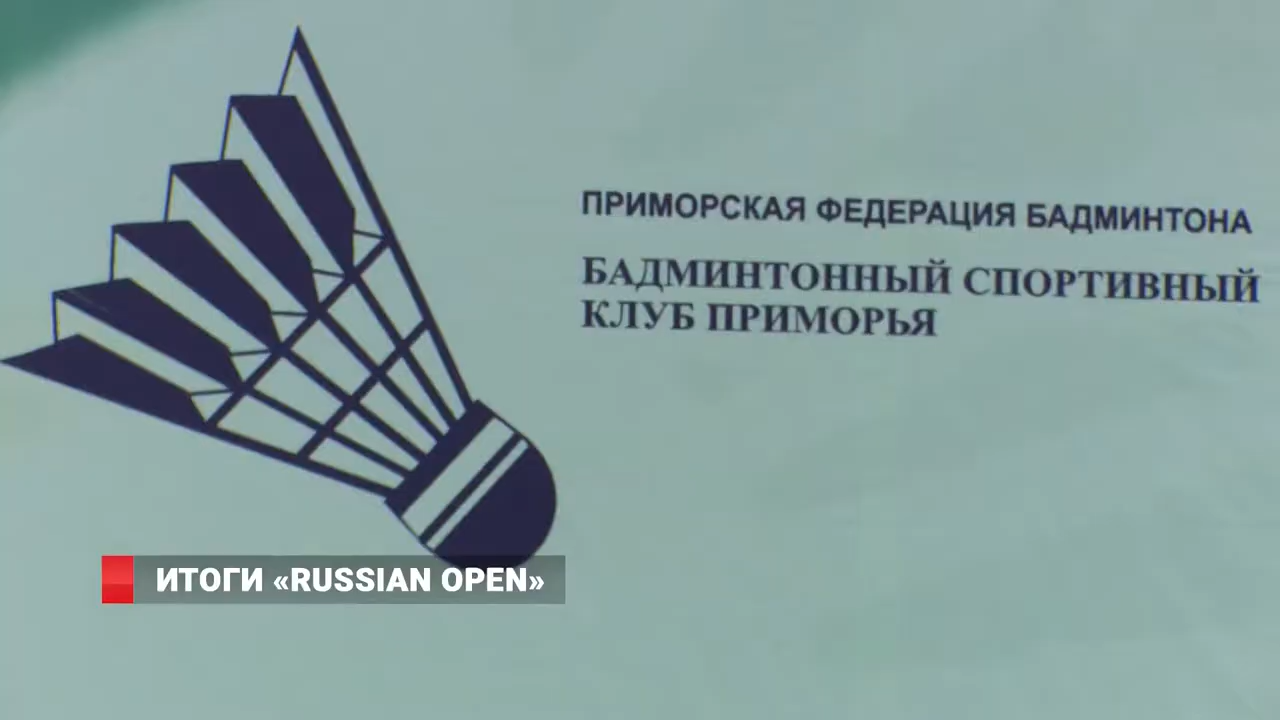 ПРИМОРСКАЯ ФЕДЕРАЦИЯ БАДМИНТОНА
БАДМИНТОННЫЙ СПОРТИВНЫЙ
КЛУБ ПРИМОРЬЯ
ИТОГИ «RUSSIAN OPEN»